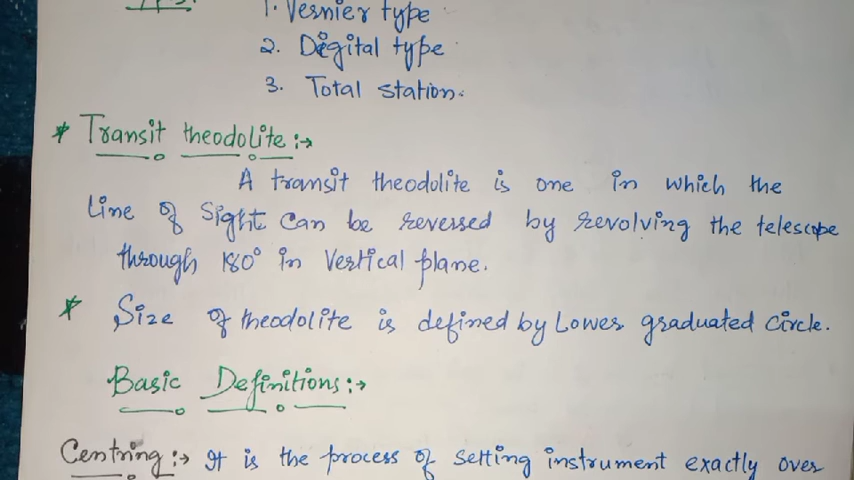 1. Vernier type
2. Digital type
3. Total station.
* Transit theodolite :→
A transit theodolite is one in which the
line of sight can be reversed by revolving the telescope
through 180° in vertical plane.
* Size of theodolite is defined by Lower graduated circle.
Basic Definitions :→
Centring :→ It is the process of setting instrument exactly over